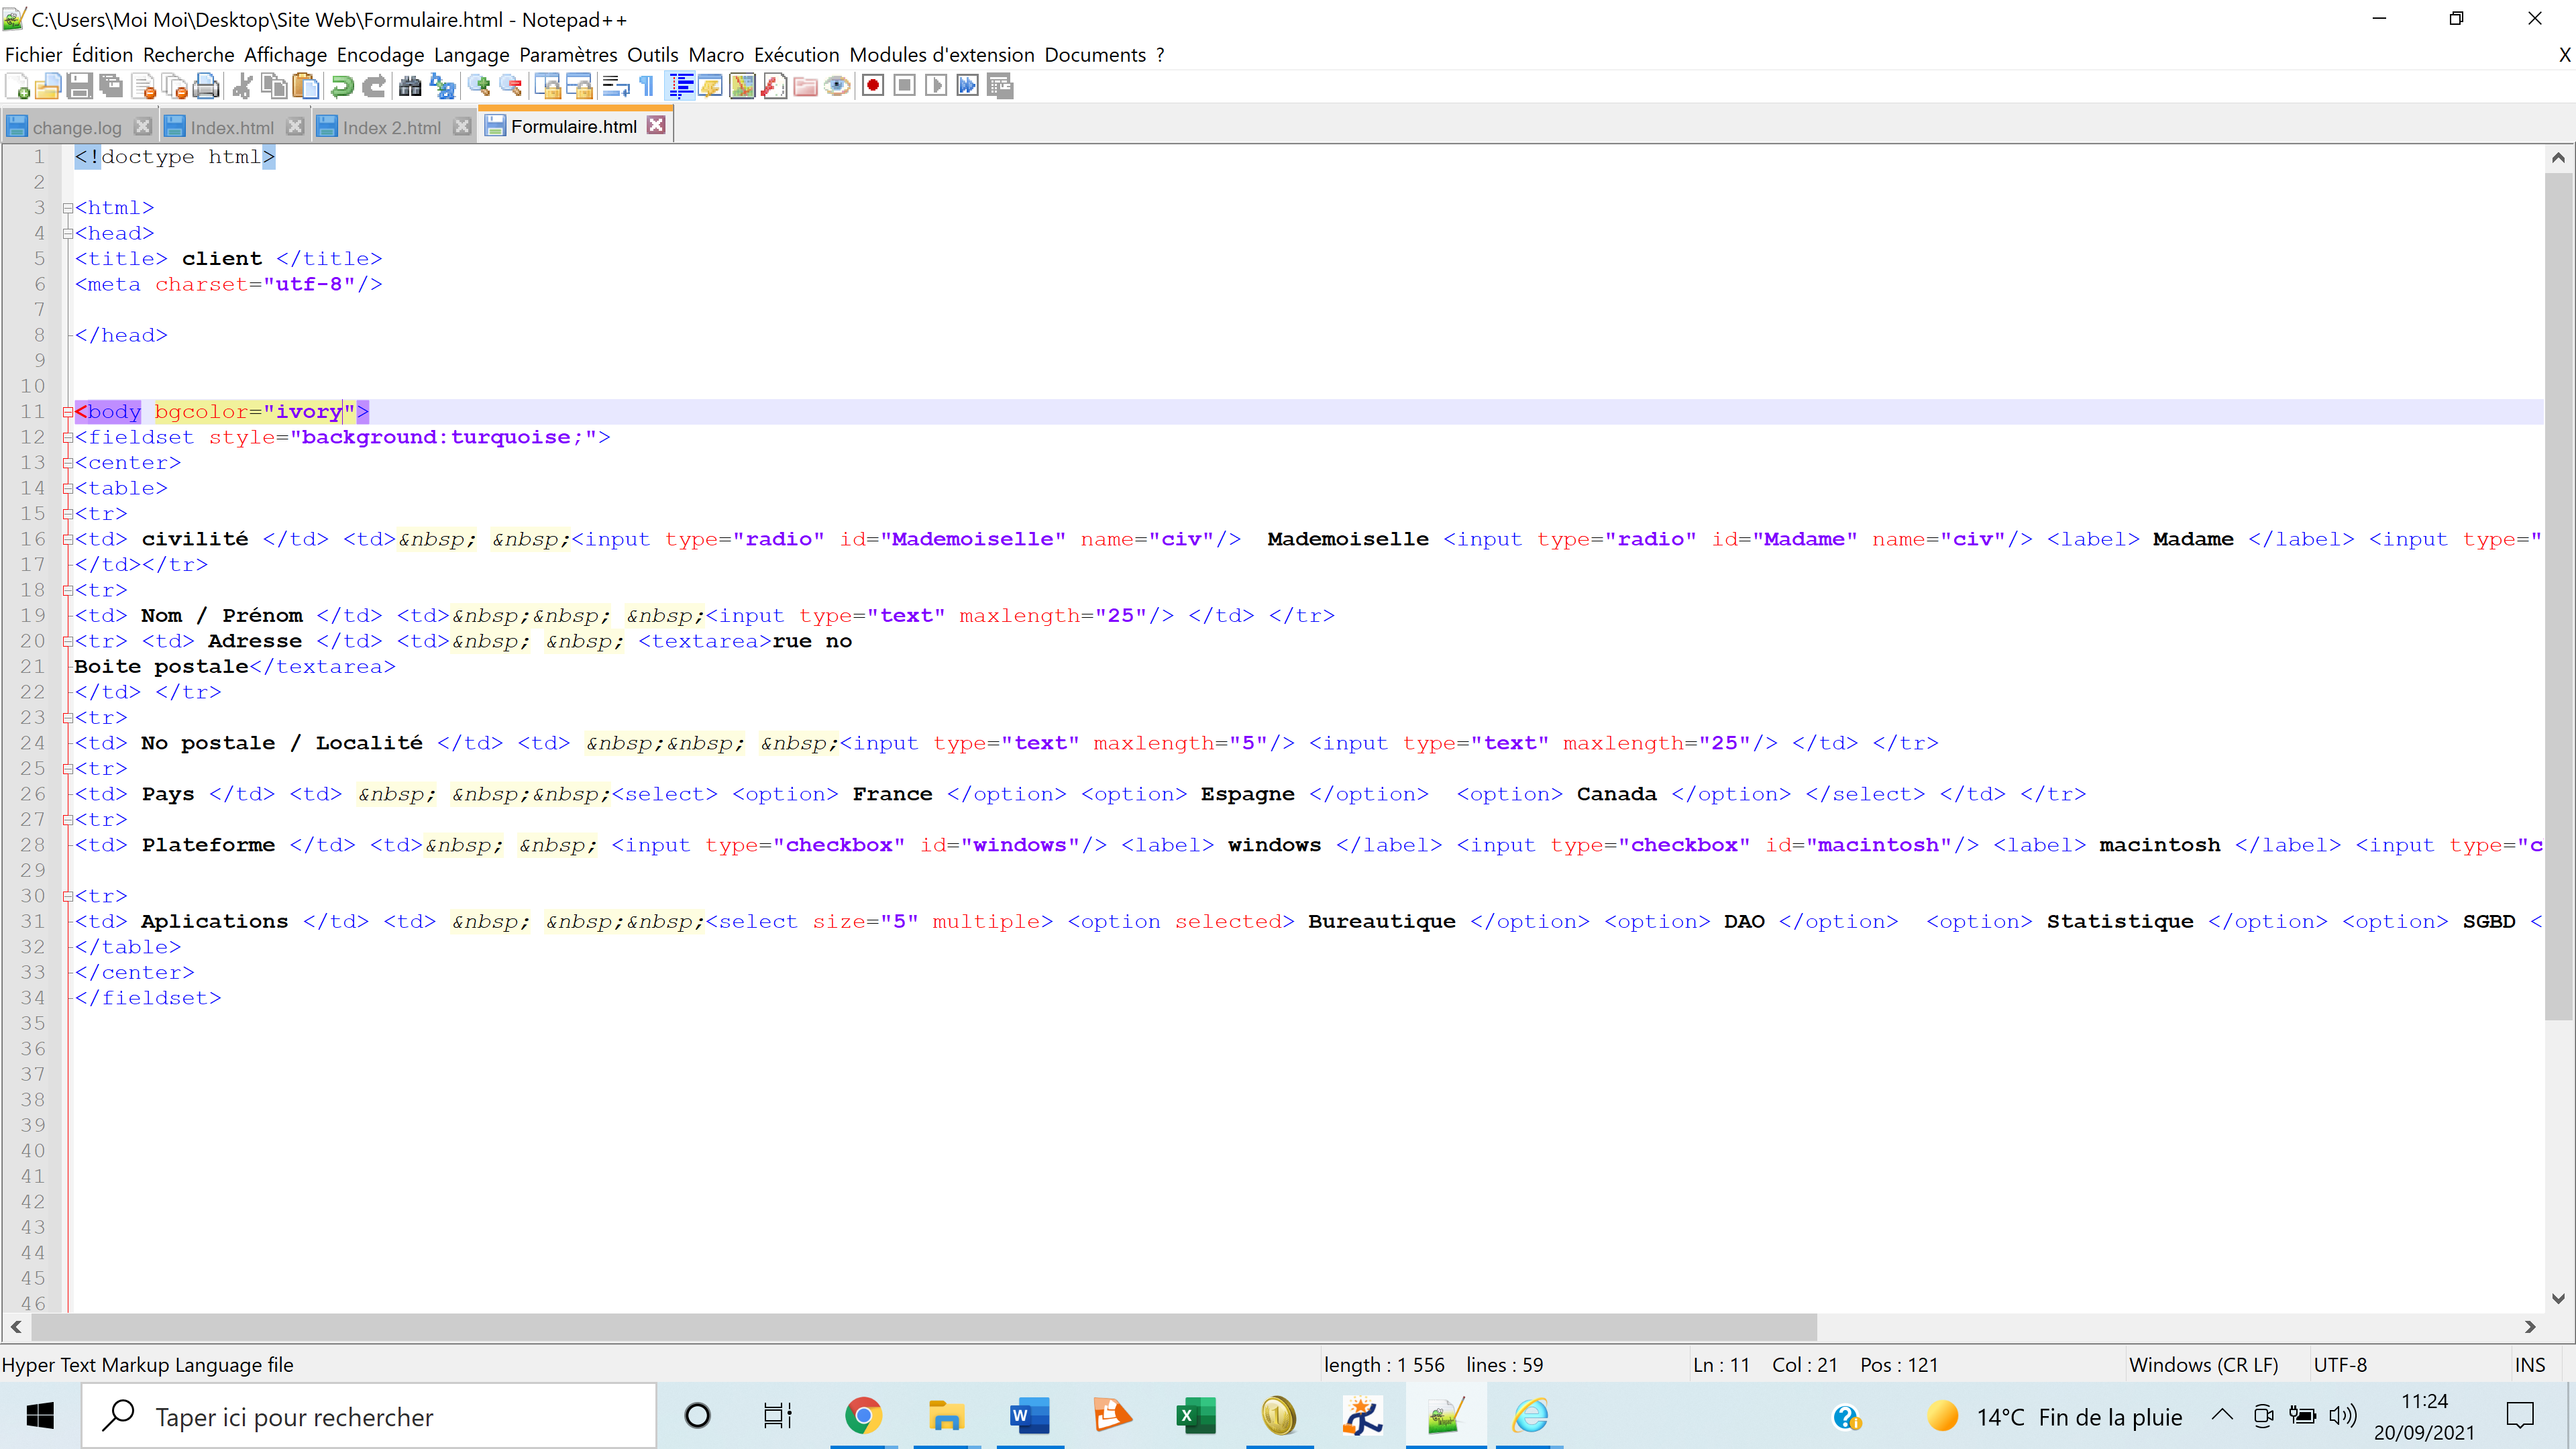 C:\Users\Moi Moi\Desktop\Site Web\Formulaire.html - Notepad++
Fichier Édition Recherche Affichage Encodage Langage Paramètres Outils Macro Exécution Modules d'extension Documents ? X
change.log Index.html Index 2.html Formulaire.html
1 <!doctype html>
2
3 <html>
4 <head>
5 <title> client </title>
6 <meta charset="utf-8"/>
7
8 </head>
9
10
11 <body bgcolor="ivory">
12 <fieldset style="background:turquoise;">
13 <center>
14 <table>
15 <tr>
16 <td> civilité </td> <td>&nbsp; &nbsp;<input type="radio" id="Mademoiselle" name="civ"/>  Mademoiselle <input type="radio" id="Madame" name="civ"/> <label> Madame </label> <input type="
17 </td></tr>
18 <tr>
19 <td> Nom / Prénom </td> <td>&nbsp;&nbsp; &nbsp;<input type="text" maxlength="25"/> </td> </tr>
20 <tr> <td> Adresse </td> <td>&nbsp; &nbsp; <textarea>rue no
21 Boite postale</textarea>
22 </td> </tr>
23 <tr>
24 <td> No postale / Localité </td> <td> &nbsp;&nbsp; &nbsp;<input type="text" maxlength="5"/> <input type="text" maxlength="25"/> </td> </tr>
25 <tr>
26 <td> Pays </td> <td> &nbsp; &nbsp;&nbsp;<select> <option> France </option> <option> Espagne </option>  <option> Canada </option> </select> </td> </tr>
27 <tr>
28 <td> Plateforme </td> <td>&nbsp; &nbsp; <input type="checkbox" id="windows"/> <label> windows </label> <input type="checkbox" id="macintosh"/> <label> macintosh </label> <input type="c
29
30 <tr>
31 <td> Aplications </td> <td> &nbsp; &nbsp;&nbsp;<select size="5" multiple> <option selected> Bureautique </option> <option> DAO </option>  <option> Statistique </option> <option> SGBD <
32 </table>
33 </center>
34 </fieldset>
35
36
37
38
39
40
41
42
43
44
45
46
Hyper Text Markup Language file length : 1 556 lines : 59 Ln : 11 Col : 21 Pos : 121 Windows (CR LF) UTF-8 INS
Taper ici pour rechercher 14°C Fin de la pluie 11:24
20/09/2021